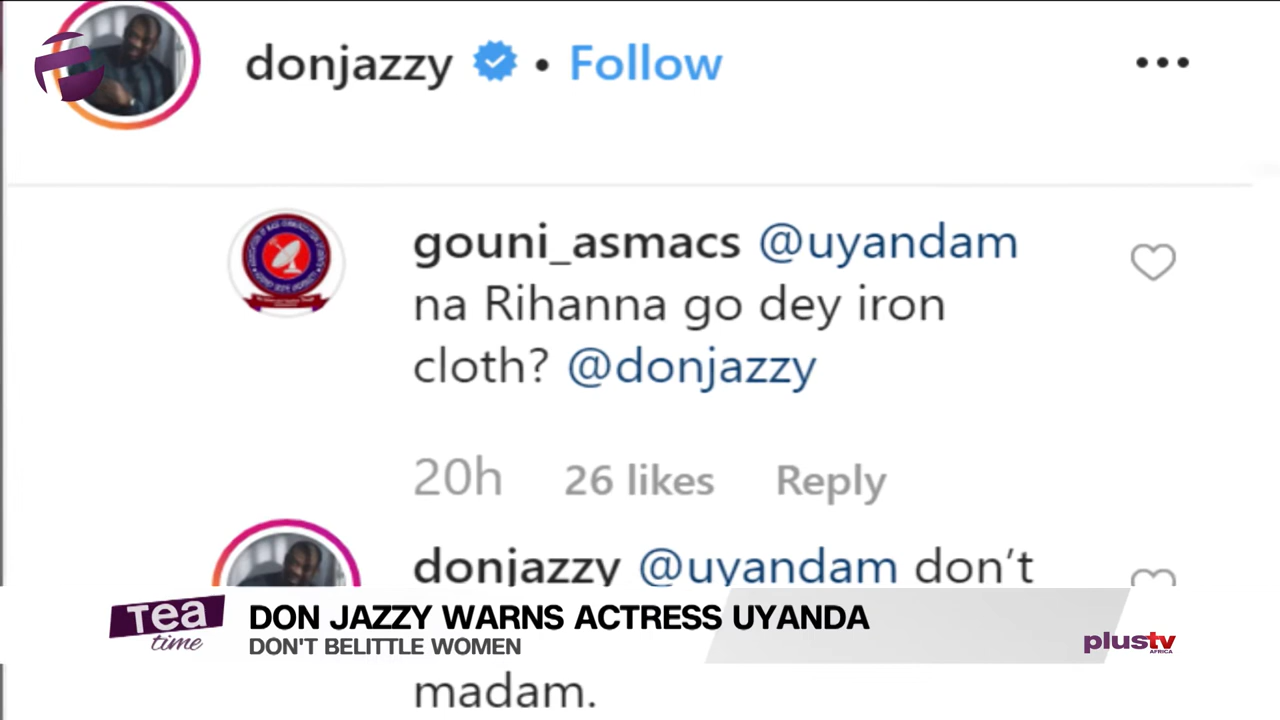 donjazzy • Follow
gouni_asmacs @uyandam
na Rihanna go dey iron
cloth? @donjazzy
20h 26 likes Reply
donjazzy @uyandam don't
Tea
time
DON JAZZY WARNS ACTRESS UYANDA
DON'T BELITTLE WOMEN
plustv
AFRICA
madam.